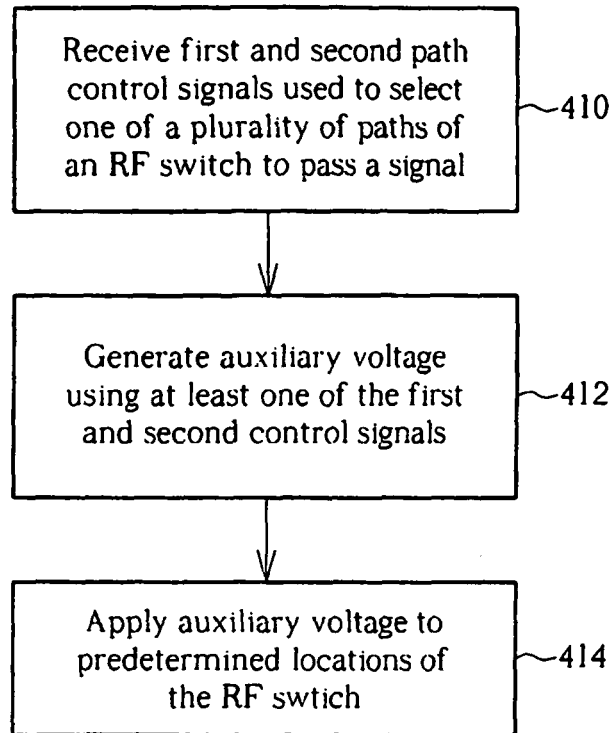 Receive first and second path
control signals used to select
one of a plurality of paths of
an RF switch to pass a signal
410
Generate auxiliary voltage
using at least one of the first
and second control signals
412
Apply auxiliary voltage to
predetermined locations of
the RF swtich
414